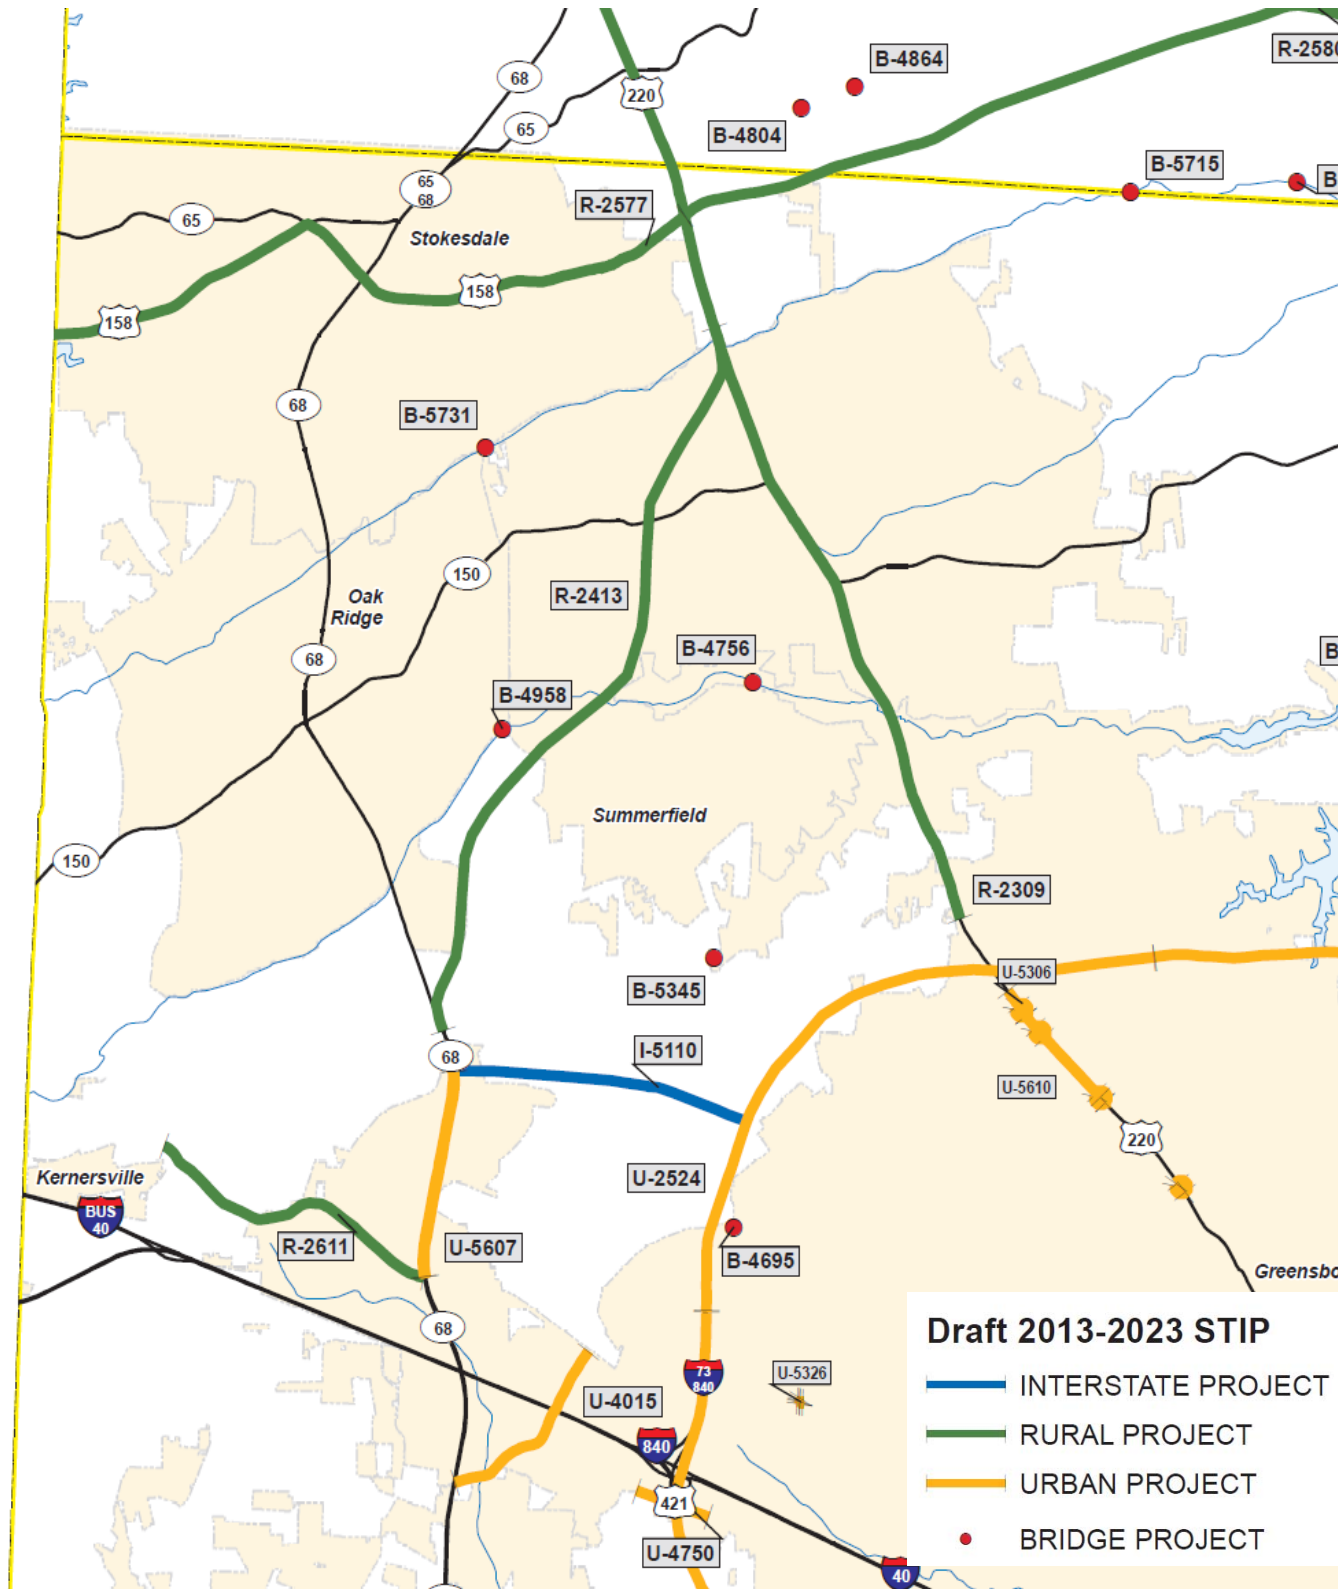 B-4864
R-2580
68
220
65
B-4804
B-5715
B
65
68
R-2577
65
Stokesdale
158
158
68
B-5731
150
Oak
Ridge
R-2413
B-4756
B
68
B-4958
Summerfield
150
R-2309
U-5306
B-5345
I-5110
68
U-5610
220
Kernersville
U-2524
BUS
40
R-2611
U-5607
B-4695
Greensbo
68
73
840
U-5326
U-4015
840
421
U-4750
40
Draft 2013-2023 STIP
INTERSTATE PROJECT
RURAL PROJECT
URBAN PROJECT
BRIDGE PROJECT